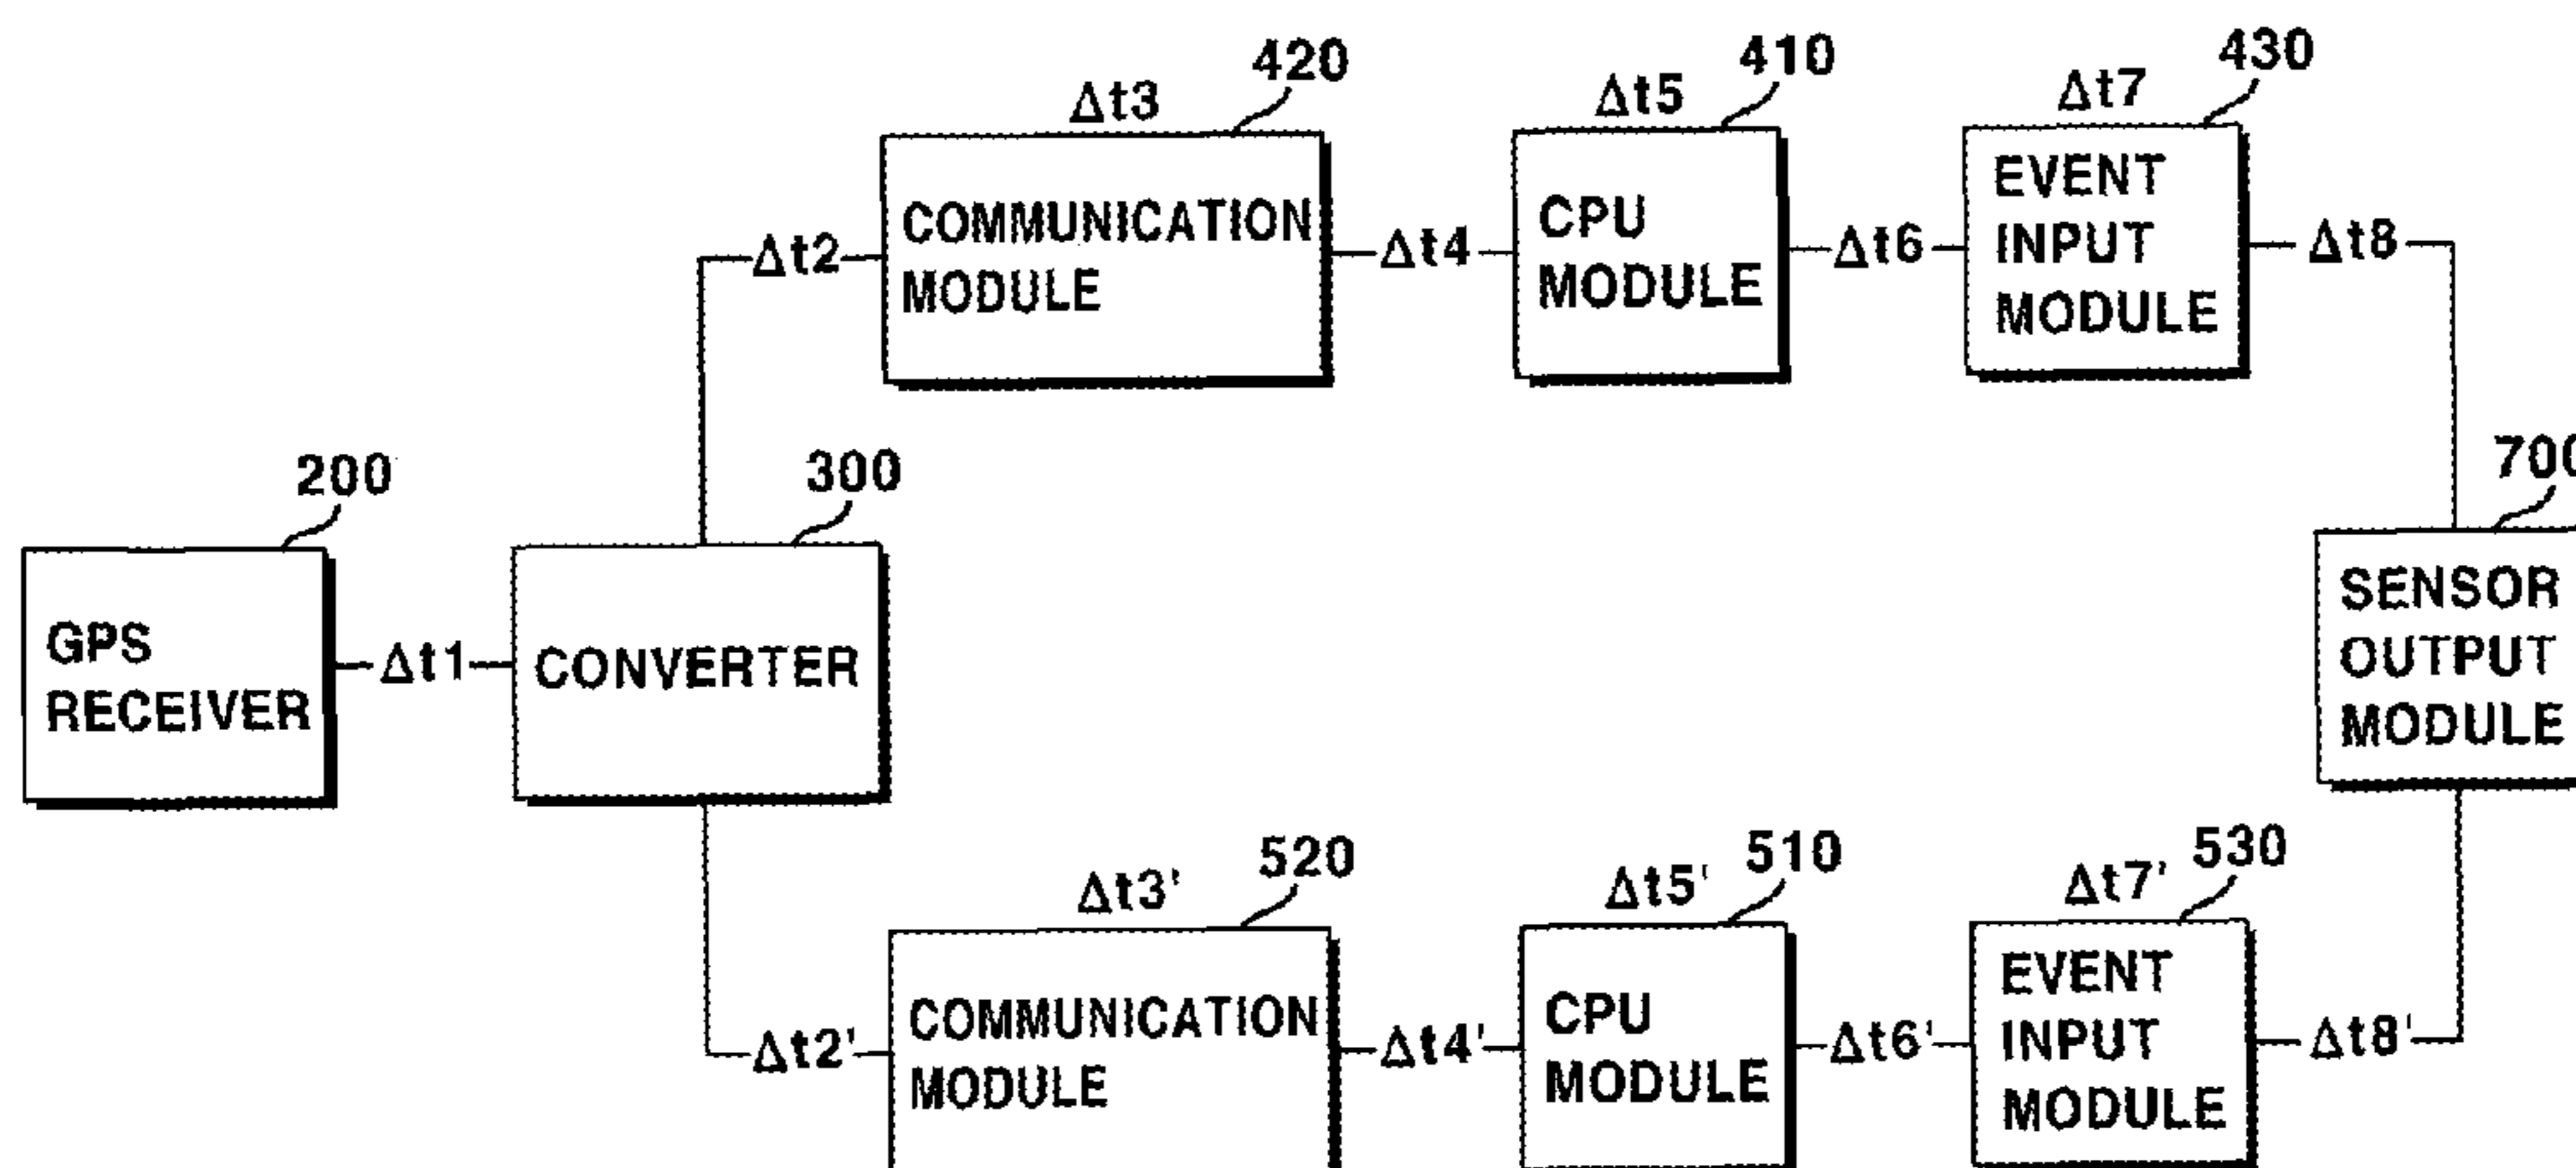 420
410
430
Δt3
Δt5
Δt7
COMMUNICATION
MODULE
CPU
MODULE
EVENT
INPUT
MODULE
Δt2
Δt4
Δt6
Δt8
200
300
700
GPS
RECEIVER
Δt1
CONVERTER
SENSOR
OUTPUT
MODULE
520
510
530
Δt3'
Δt5'
Δt7'
COMMUNICATION
MODULE
CPU
MODULE
EVENT
INPUT
MODULE
Δt2'
Δt4'
Δt6'
Δt8'